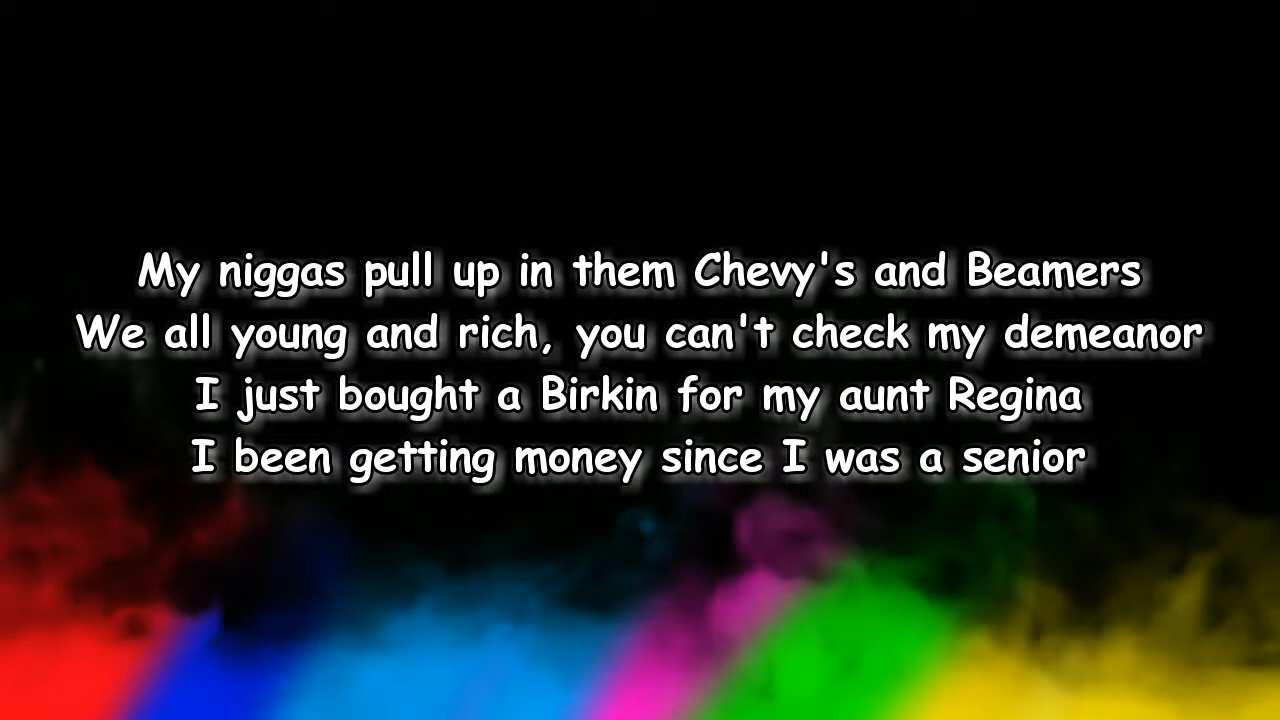 My niggas pull up in them Chevy's and Beamers
We all young and rich, you can't check my demeanor
I just bought a Birkin for my aunt Regina
I been getting money since I was a senior